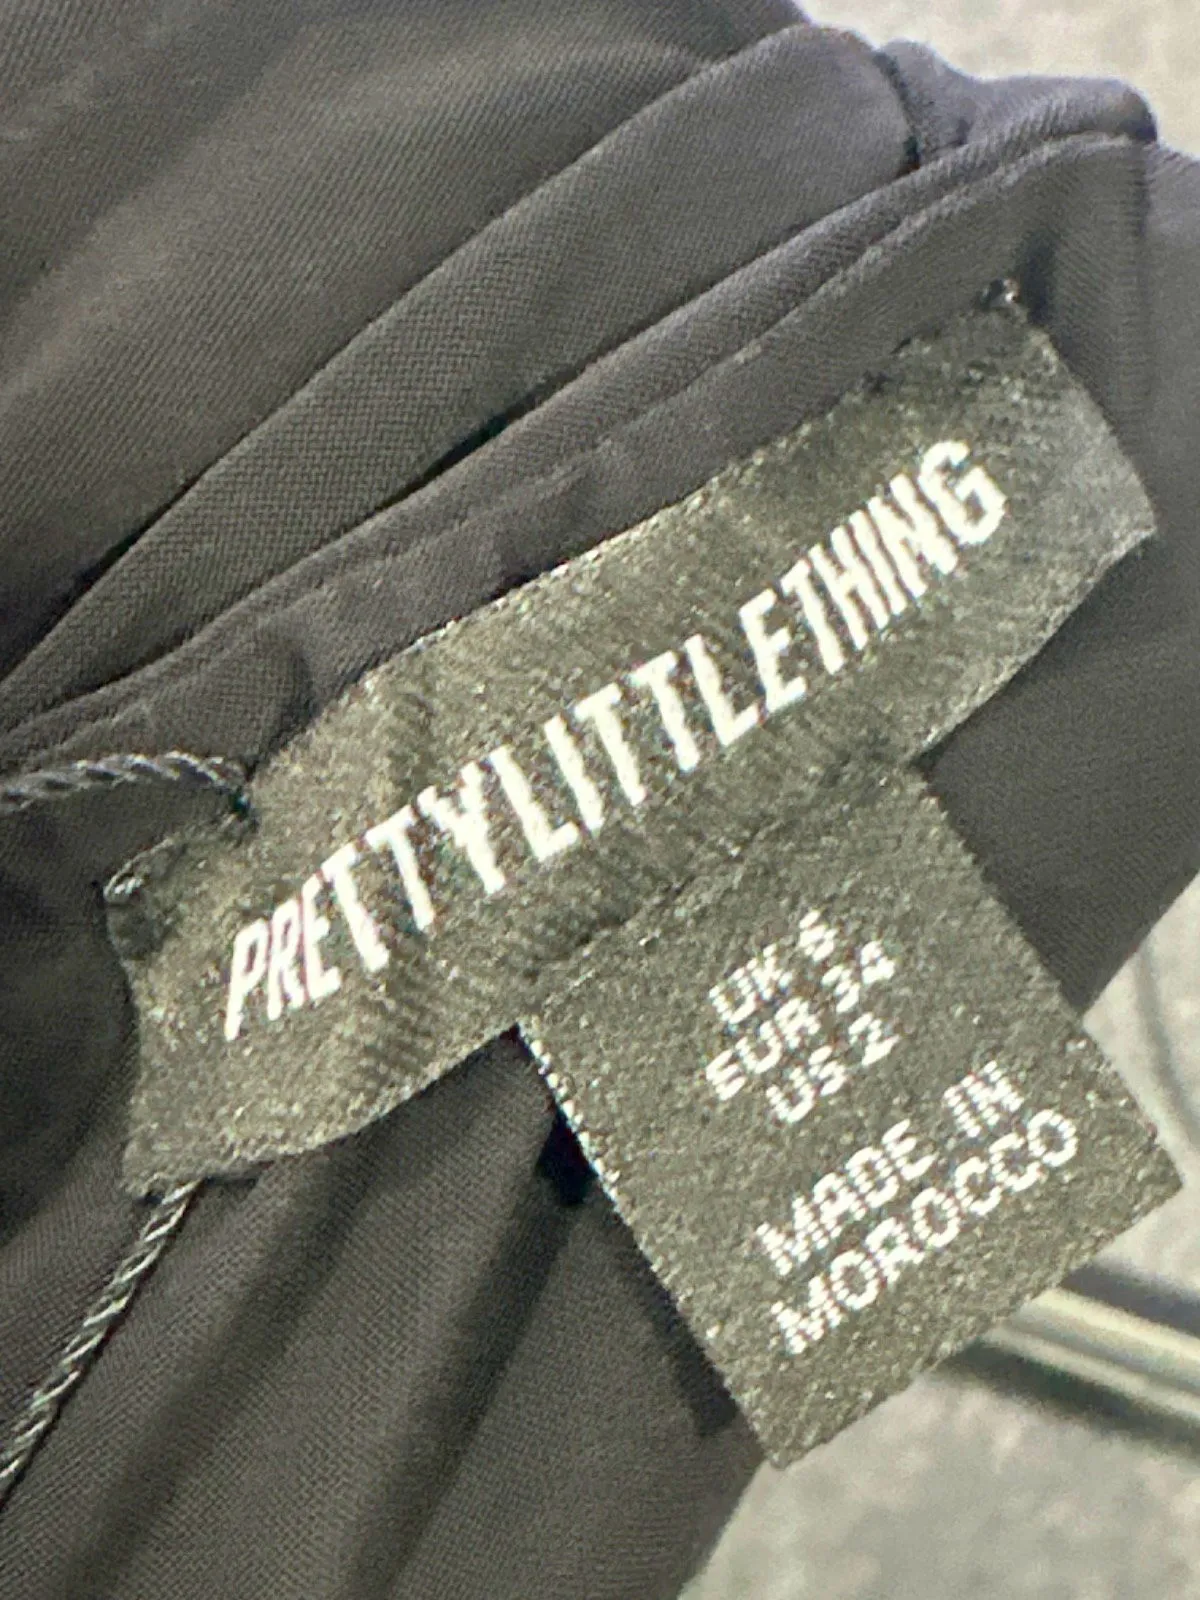 PRETTYLITTLETHING
UK 6
EUR 34
US 2
MADE IN
MOROCCO